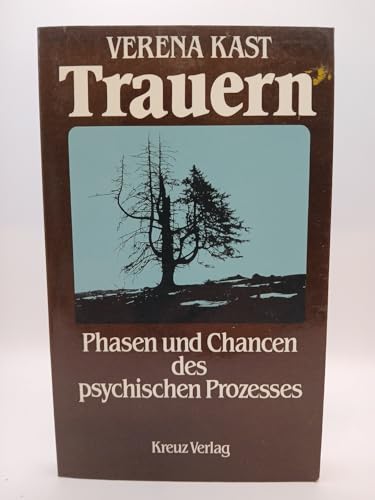 VERENA KAST
Trauern
Phasen und Chancen
des
psychischen Prozesses
Kreuz Verlag